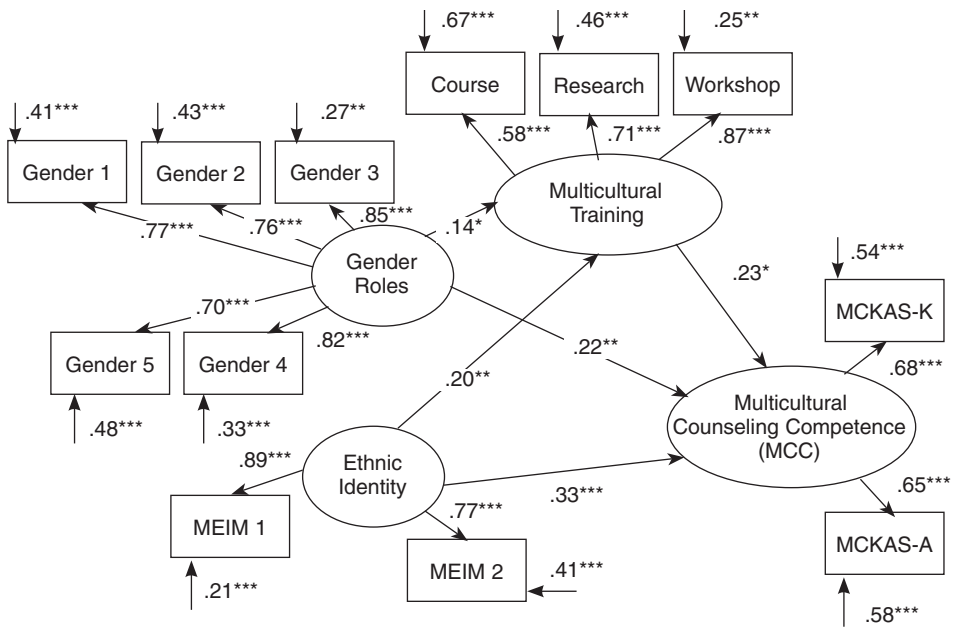 .67***
.46***
.25**
Course
Research
Workshop
.41***
.43***
.27**
.58***
.71***
.87***
Gender 1
Gender 2
Gender 3
Multicultural
Training
.77***
.76***
.85***
.14*
Gender
Roles
.23*
.54***
MCKAS-K
.70***
.82***
.22**
.68***
Gender 5
Gender 4
.20**
Multicultural
Counseling Competence
(MCC)
.48***
.33***
.89***
Ethnic
Identity
.33***
.65***
MEIM 1
.77***
MCKAS-A
MEIM 2
.41***
.21***
.58***